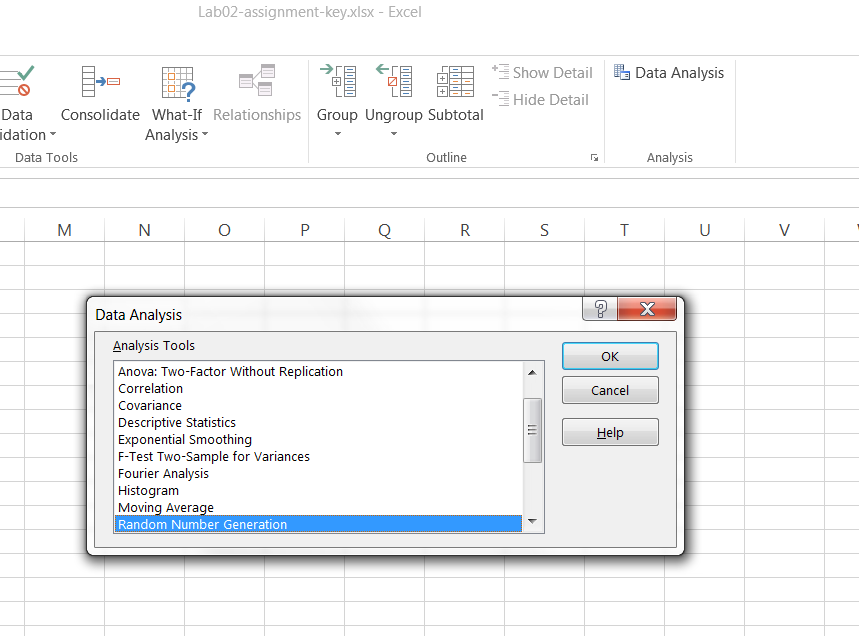 Lab02-assignment-key.xlsx - Excel
Data
idation
Consolidate
What-If
Analysis
Relationships
Data Tools
Group
Ungroup
Subtotal
Show Detail
Hide Detail
Outline
Data Analysis
Analysis
M N O P Q R S T U V
Data Analysis
?
X
Analysis Tools
Anova: Two-Factor Without Replication
Correlation
Covariance
Descriptive Statistics
Exponential Smoothing
F-Test Two-Sample for Variances
Fourier Analysis
Histogram
Moving Average
Random Number Generation
OK
Cancel
Help